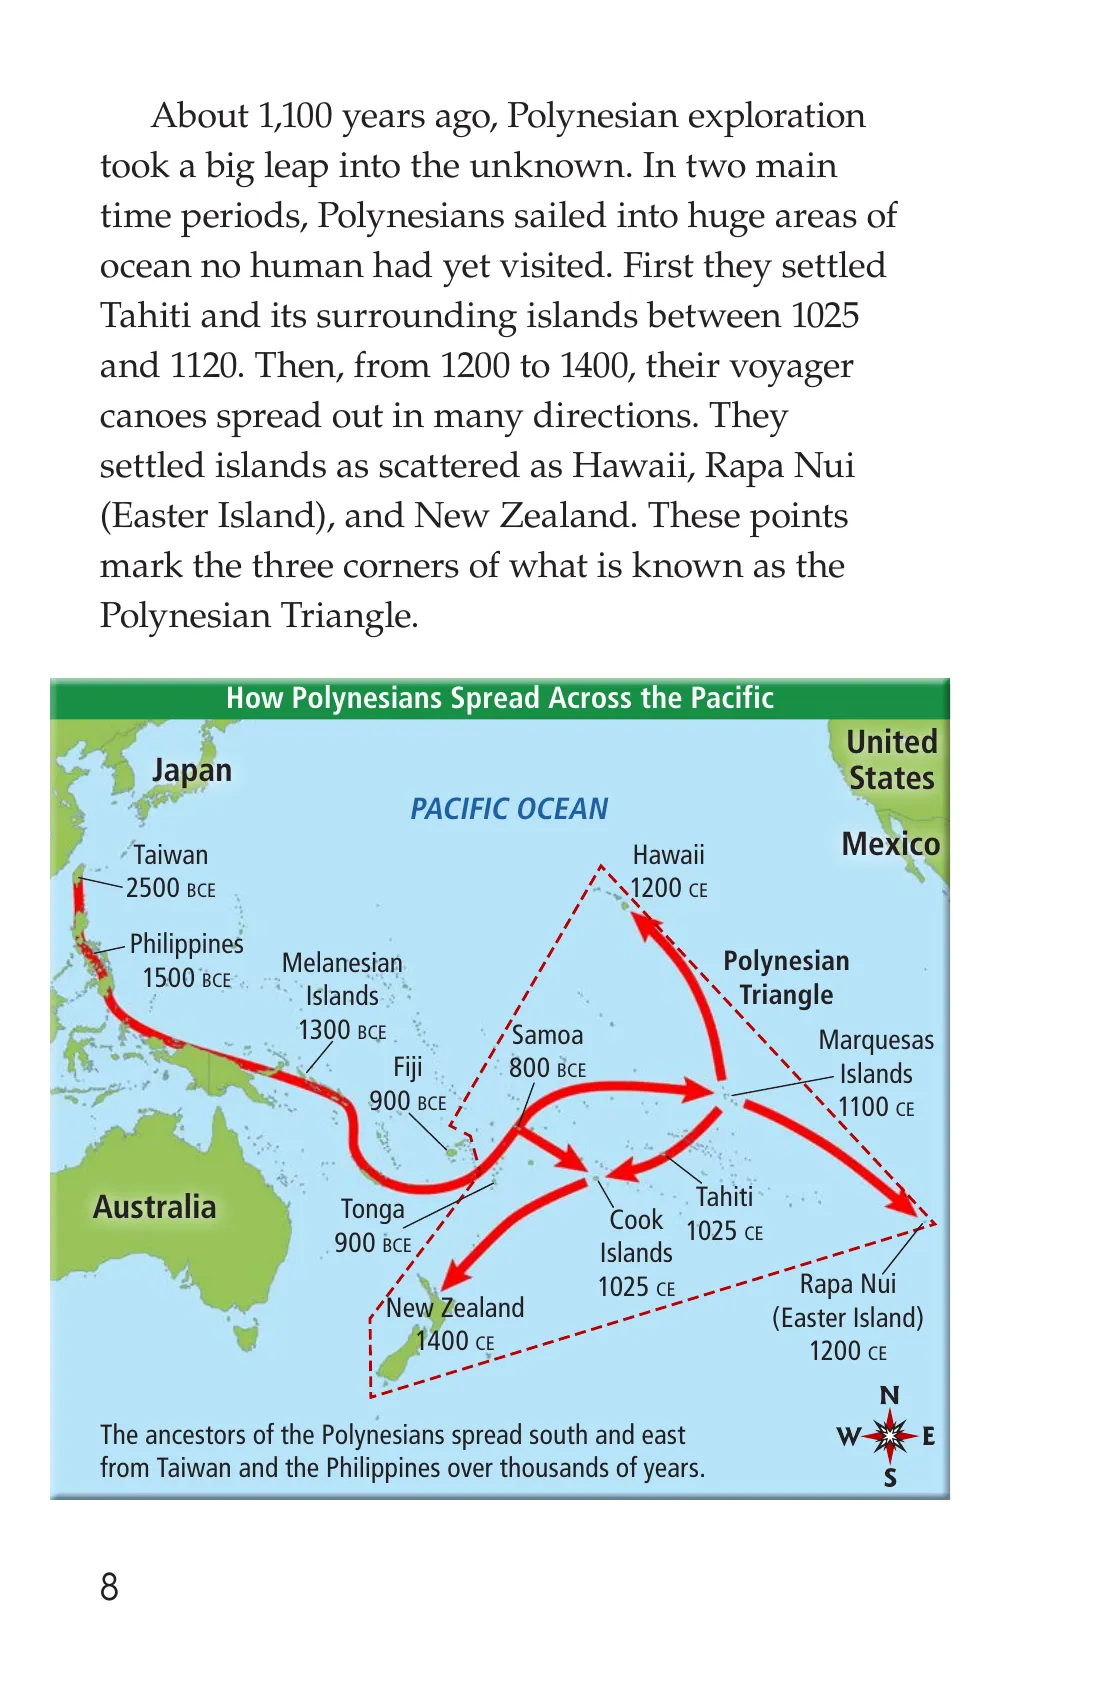 About 1,100 years ago, Polynesian exploration
took a big leap into the unknown. In two main
time periods, Polynesians sailed into huge areas of
ocean no human had yet visited. First they settled
Tahiti and its surrounding islands between 1025
and 1120. Then, from 1200 to 1400, their voyager
canoes spread out in many directions. They
settled islands as scattered as Hawaii, Rapa Nui
(Easter Island), and New Zealand. These points
mark the three corners of what is known as the
Polynesian Triangle.
How Polynesians Spread Across the Pacific
United
States
Japan
PACIFIC OCEAN
Mexico
Taiwan
2500 BCE
Hawaii
1200 CE
Philippines
1500 BCE
Melanesian
Islands
1300 BCE
Polynesian
Triangle
Samoa
800 BCE
Marquesas
Islands
1100 CE
Fiji
900 BCE
Australia
Tonga
900 BCE
Cook
Islands
1025 CE
Tahiti
1025 CE
New Zealand
1400 CE
Rapa Nui
(Easter Island)
1200 CE
N
W
E
S
The ancestors of the Polynesians spread south and east
from Taiwan and the Philippines over thousands of years.
8